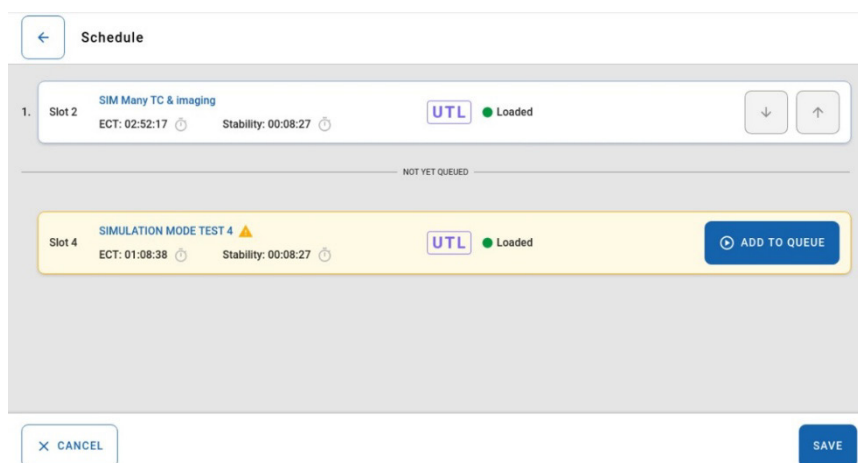 Schedule
1. Slot 2
SIM Many TC & imaging
ECT: 02:52:17 Stability: 00:08:27
UTL Loaded
NOT YET QUEUED
Slot 4
SIMULATION MODE TEST 4
ECT: 01:08:38 Stability: 00:08:27
UTL Loaded
ADD TO QUEUE
CANCEL
SAVE